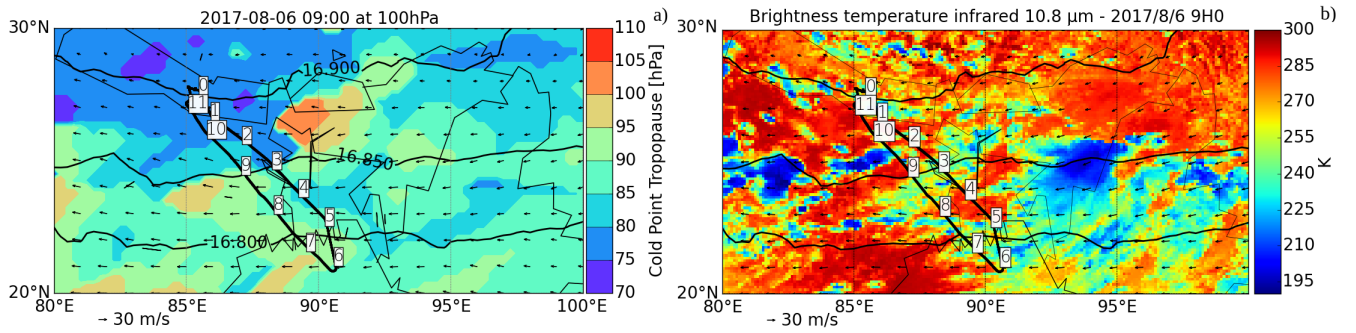 2017-08-06 09:00 at 100hPa
a)
30°N
20°N
80°E
85°E
90°E
95°E
100°E
→ 30 m/s
16.900
16.850
16.800
0
11
1
10
2
3
9
4
8
5
7
6
110
105
100
95
90
85
80
75
70
Cold Point Tropopause [hPa]
Brightness temperature infrared 10.8 µm - 2017/8/6 9H0
b)
30°N
20°N
80°E
85°E
90°E
95°E
→ 30 m/s
0
11
1
10
2
3
9
4
8
5
7
6
300
285
270
255
240
225
210
195
K